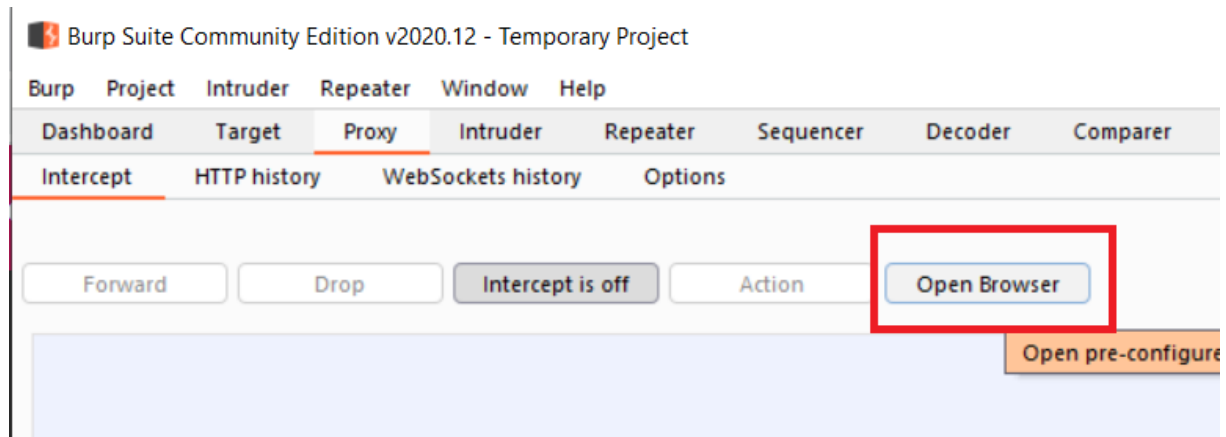 Burp Suite Community Edition v2020.12 - Temporary Project
Burp Project Intruder Repeater Window Help
Dashboard Target Proxy Intruder Repeater Sequencer Decoder Comparer
Intercept HTTP history WebSockets history Options
Forward Drop Intercept is off Action Open Browser
Open pre-configure